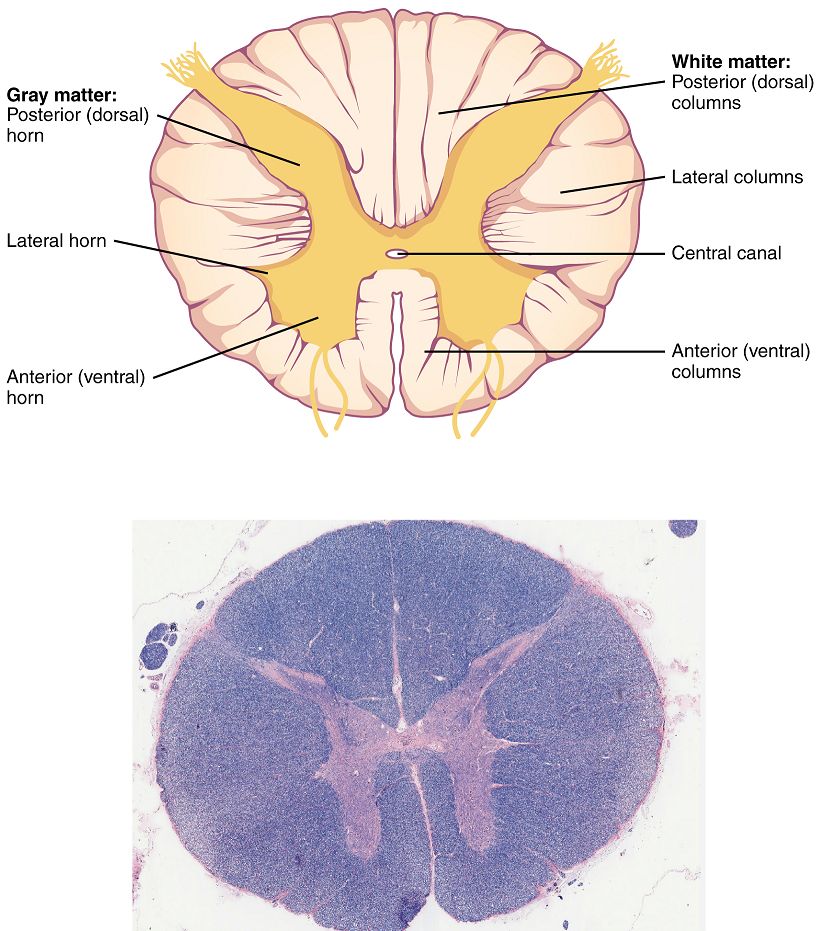 Gray matter:
Posterior (dorsal)
horn
Lateral horn
Anterior (ventral)
horn
White matter:
Posterior (dorsal)
columns
Lateral columns
Central canal
Anterior (ventral)
columns